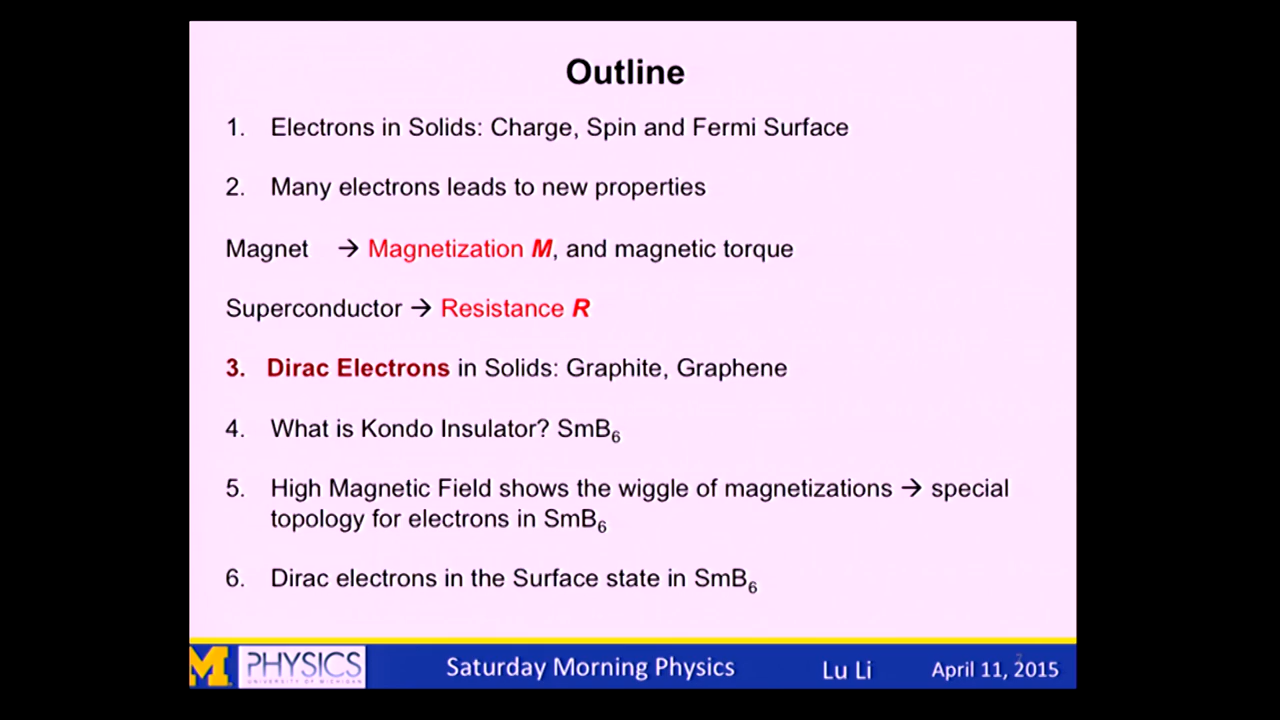 Outline
1. Electrons in Solids: Charge, Spin and Fermi Surface
2. Many electrons leads to new properties
Magnet → Magnetization M, and magnetic torque
Superconductor → Resistance R
3. Dirac Electrons in Solids: Graphite, Graphene
4. What is Kondo Insulator? SmB₆
5. High Magnetic Field shows the wiggle of magnetizations → special
topology for electrons in SmB₆
6. Dirac electrons in the Surface state in SmB₆
M PHYSICS
UNIVERSITY OF MICHIGAN
Saturday Morning Physics
Lu Li
April 11, 2015